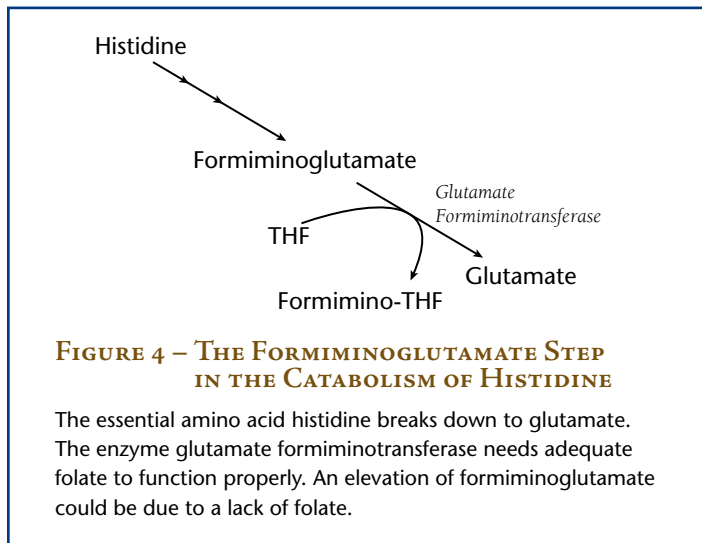 Histidine
Formiminoglutamate
Glutamate
Formiminotransferase
THF
Glutamate
Formimino-THF
Figure 4 – The Formiminoglutamate Step
in the Catabolism of Histidine
The essential amino acid histidine breaks down to glutamate.
The enzyme glutamate formiminotransferase needs adequate
folate to function properly. An elevation of formiminoglutamate
could be due to a lack of folate.